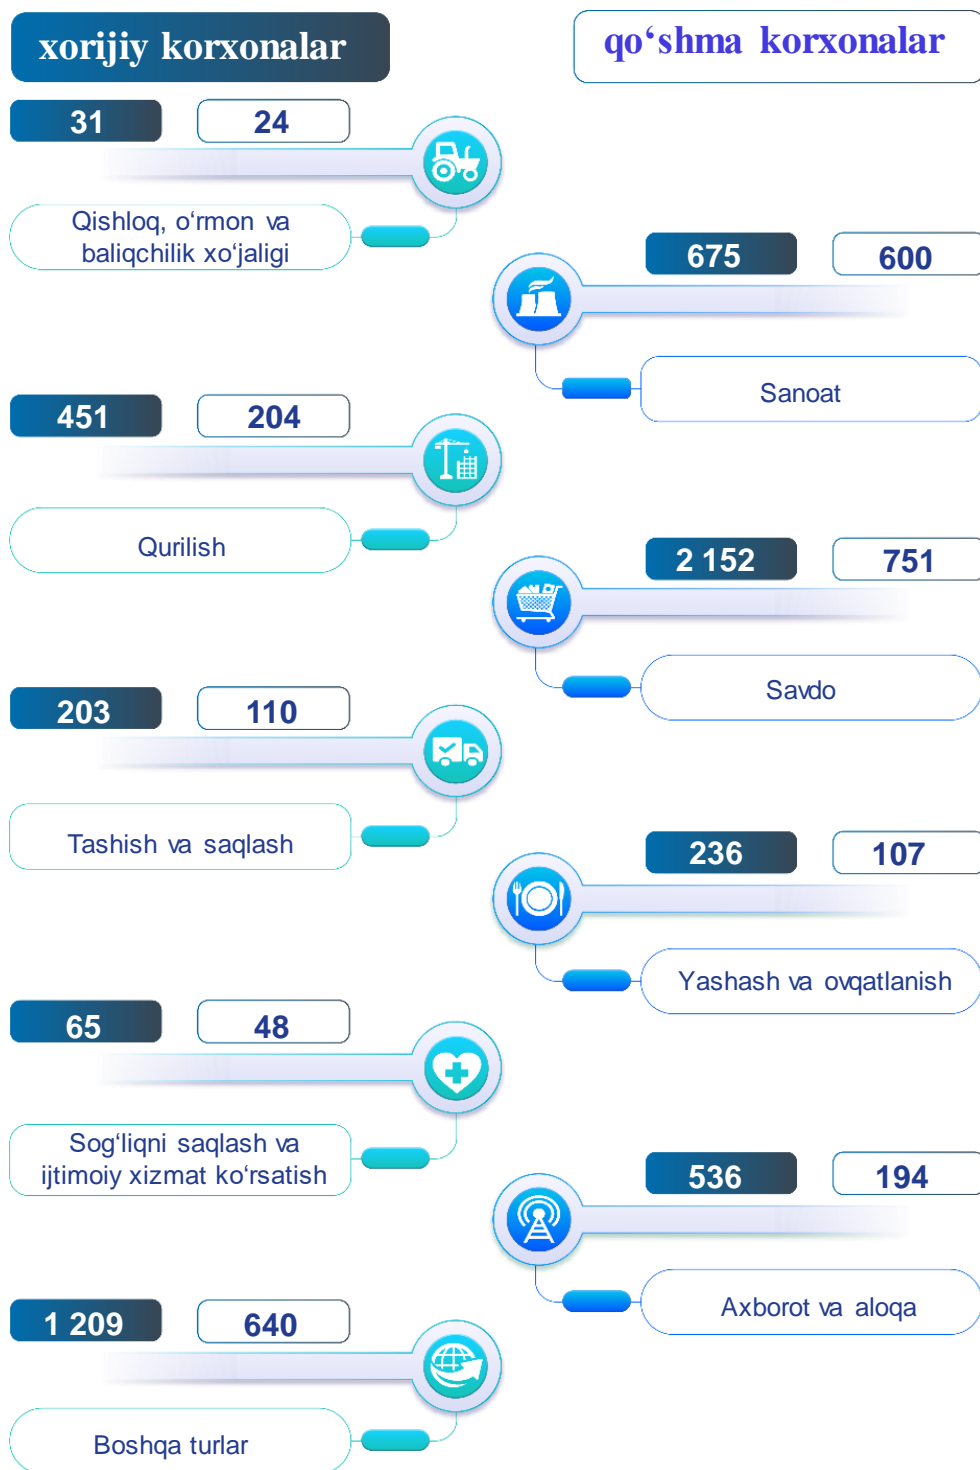 xorijiy korxonalar
qo‘shma korxonalar
31 24
Qishloq, o‘rmon va
baliqchilik xo‘jaligi
675 600
Sanoat
451 204
Qurilish
2 152 751
Savdo
203 110
Tashish va saqlash
236 107
Yashash va ovqatlanish
65 48
Sog‘liqni saqlash va
ijtimoiy xizmat ko‘rsatish
536 194
Axborot va aloqa
1 209 640
Boshqa turlar